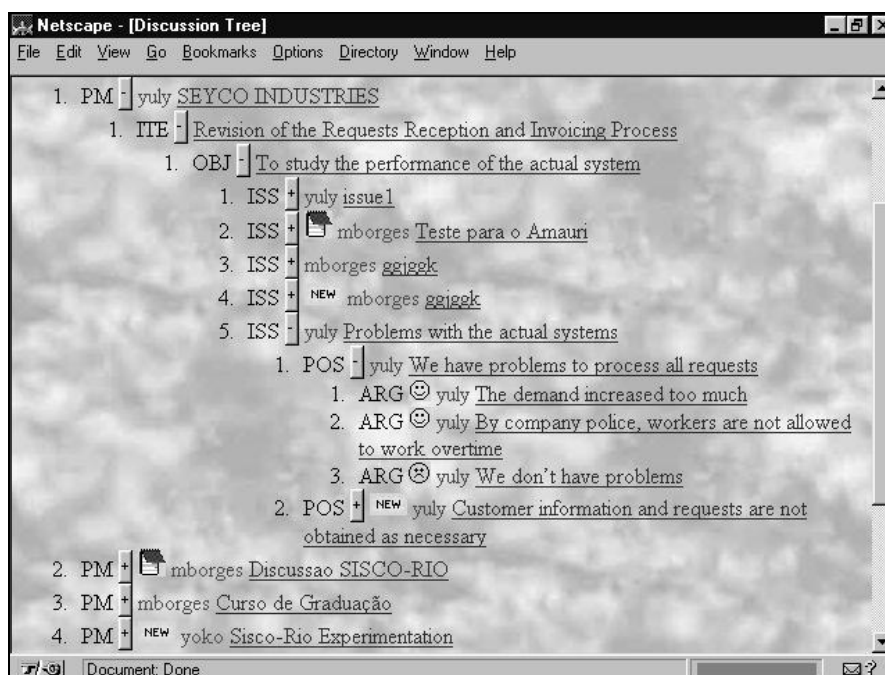 Netscape - [Discussion Tree]
File Edit View Go Bookmarks Options Directory Window Help
1. PM - yuly SEYCO INDUSTRIES
1. ITE - Revision of the Requests Reception and Invoicing Process
1. OBJ - To study the performance of the actual system
1. ISS + yuly issue1
2. ISS + mborges Teste para o Amauri
3. ISS + mborges ggjggk
4. ISS + NEW mborges ggjggk
5. ISS - yuly Problems with the actual systems
1. POS - yuly We have problems to process all requests
1. ARG yuly The demand increased too much
2. ARG yuly By company police, workers are not allowed
to work overtime
3. ARG yuly We don't have problems
2. POS + NEW yuly Customer information and requests are not
obtained as necessary
2. PM + mborges Discussao SISCO-RIO
3. PM + mborges Curso de Graduação
4. PM + NEW yoko Sisco-Rio Experimentation
Document: Done